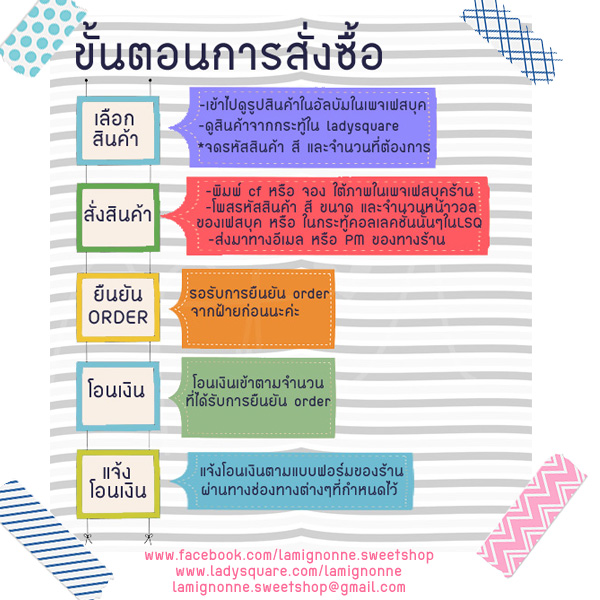 ขั้นตอนการสั่งซื้อ
เลือก
สินค้า
-เข้าไปดูรูปสินค้าในอัลบัมในเพจเฟสบุค
-ดูสินค้าจากกระทู้ใน ladysquare
*จดรหัสสินค้า สี และจำนวนที่ต้องการ
สั่งสินค้า
-พิมพ์ cf หรือ จอง ใต้ภาพในเพจเฟสบุคร้าน
-โพสรหัสสินค้า สี ขนาด และจำนวนหน้าวอล
ของเฟสบุค หรือ ในกระทู้คอลเลคชั่นนั้นๆในLSQ
-ส่งมาทางอีเมล หรือ PM ของทางร้าน
ยืนยัน
ORDER
รอรับการยืนยัน order
จากฝ้ายก่อนนะค่ะ
โอนเงิน
โอนเงินเข้าตามจำนวน
ที่ได้รับการยืนยัน order
แจ้ง
โอนเงิน
แจ้งโอนเงินตามแบบฟอร์มของร้าน
ผ่านทางช่องทางต่างๆที่กำหนดไว้
www.facebook.com/lamignonne.sweetshop
www.ladysquare.com/lamignonne
lamignonne.sweetshop@gmail.com